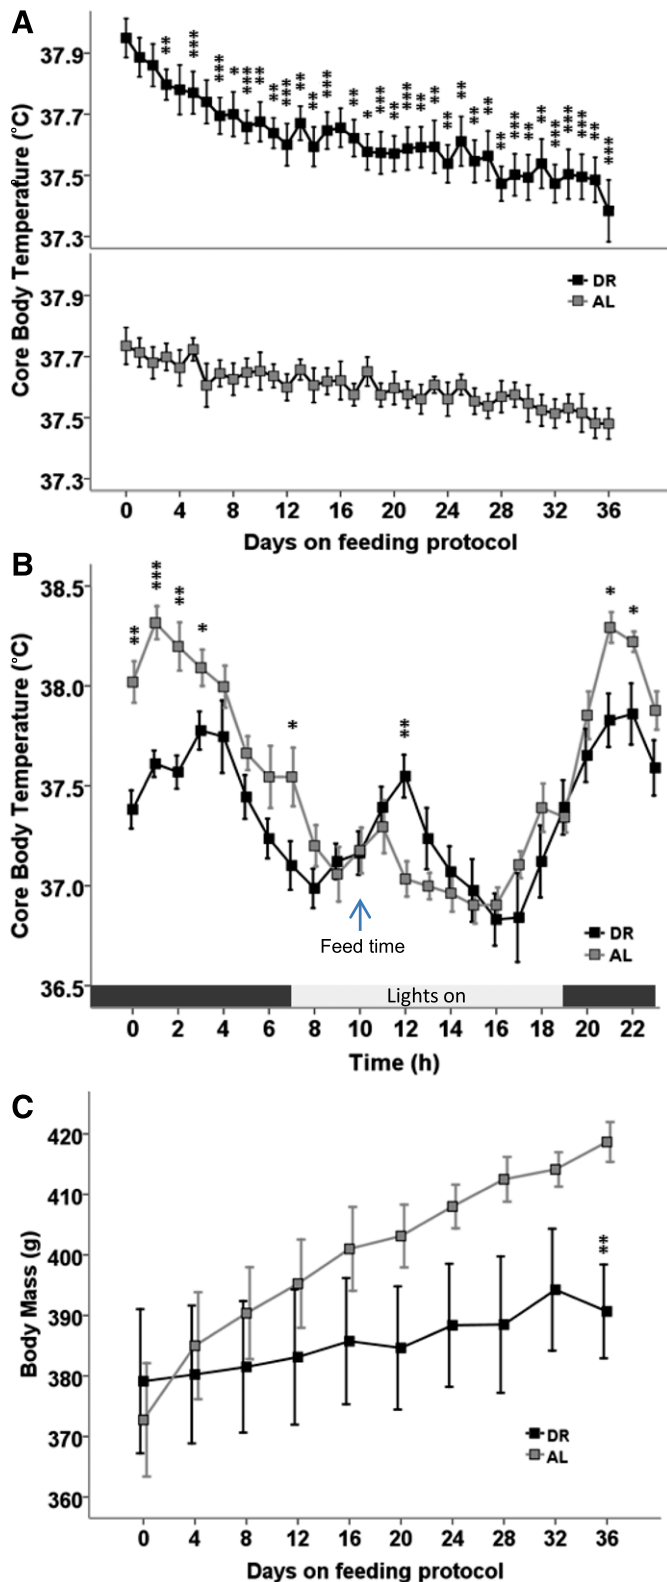 A
Core Body Temperature (°C)
37.9
37.7
37.5
37.3
** *** *** * *** ** ** *** ** ** *** ** * *** ** *** ** ** ** ** ** ** ** *** ** ** *** *** *** ** ***
37.9
37.7
37.5
37.3
DR
AL
0 4 8 12 16 20 24 28 32 36
Days on feeding protocol
B
Core Body Temperature (°C)
38.5
38.0
37.5
37.0
36.5
** *** ** * * ** * *
Feed time
DR
AL
Lights on
0 2 4 6 8 10 12 14 16 18 20 22
Time (h)
C
Body Mass (g)
420
410
400
390
380
370
360
**
DR
AL
0 4 8 12 16 20 24 28 32 36
Days on feeding protocol